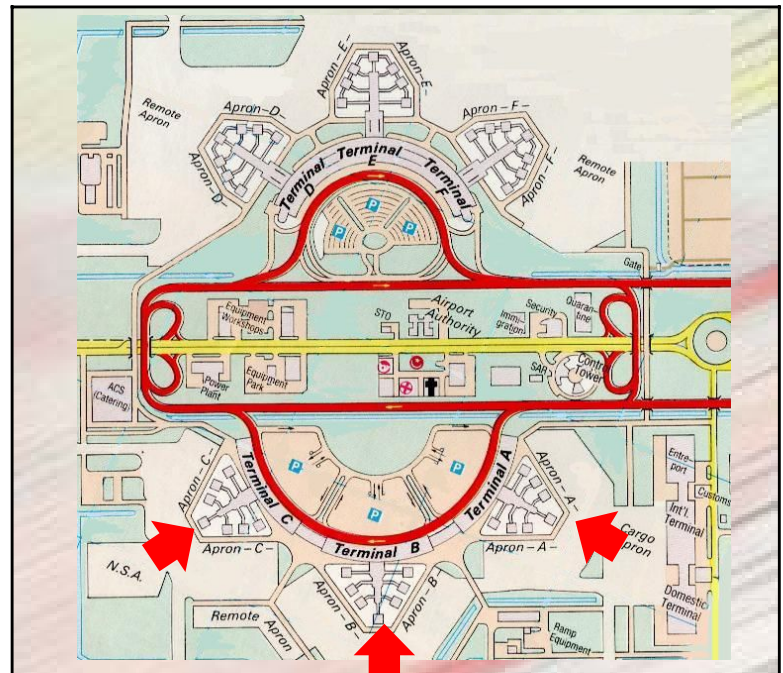 Apron-E
Apron-E
Remote
Apron
Apron-D
Apron-F
Apron-D
Apron-F
Terminal
D
Terminal
E
Terminal
F
Remote
Apron
P
P
P
Gate
Equipment
Workshops
STO
Airport
Authority
Immi-
gration
Security
Quaran-
tine
ACS
(Catering)
Power
Plant
Equipment
Park
SAR
Control
Tower
P
P
P
Apron-C
Terminal C
Terminal A
Apron-A
Entre-
port
Customs
Int'l.
Terminal
Apron-C
Terminal B
Apron-A
Cargo
Apron
N.S.A.
Apron-B
Apron-B
Domestic
Terminal
Remote
Apron
Ramp
Equipment